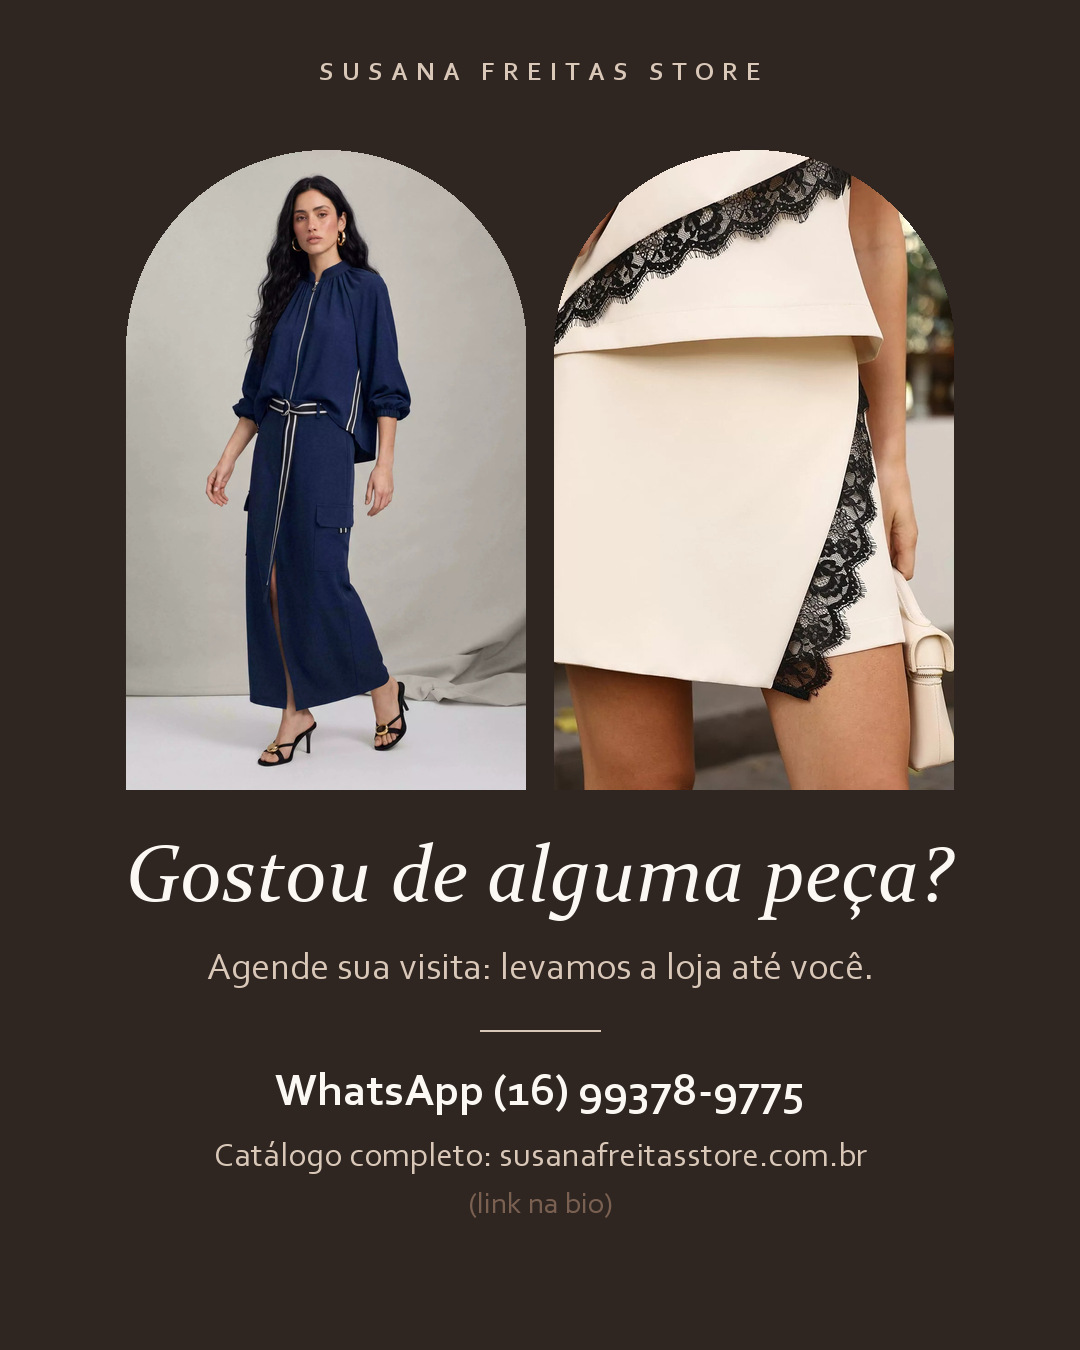 SUSANA FREITAS STORE
Gostou de alguma peça?
Agende sua visita: levamos a loja até você.
WhatsApp (16) 99378-9775
Catálogo completo: susanafreitasstore.com.br
(link na bio)